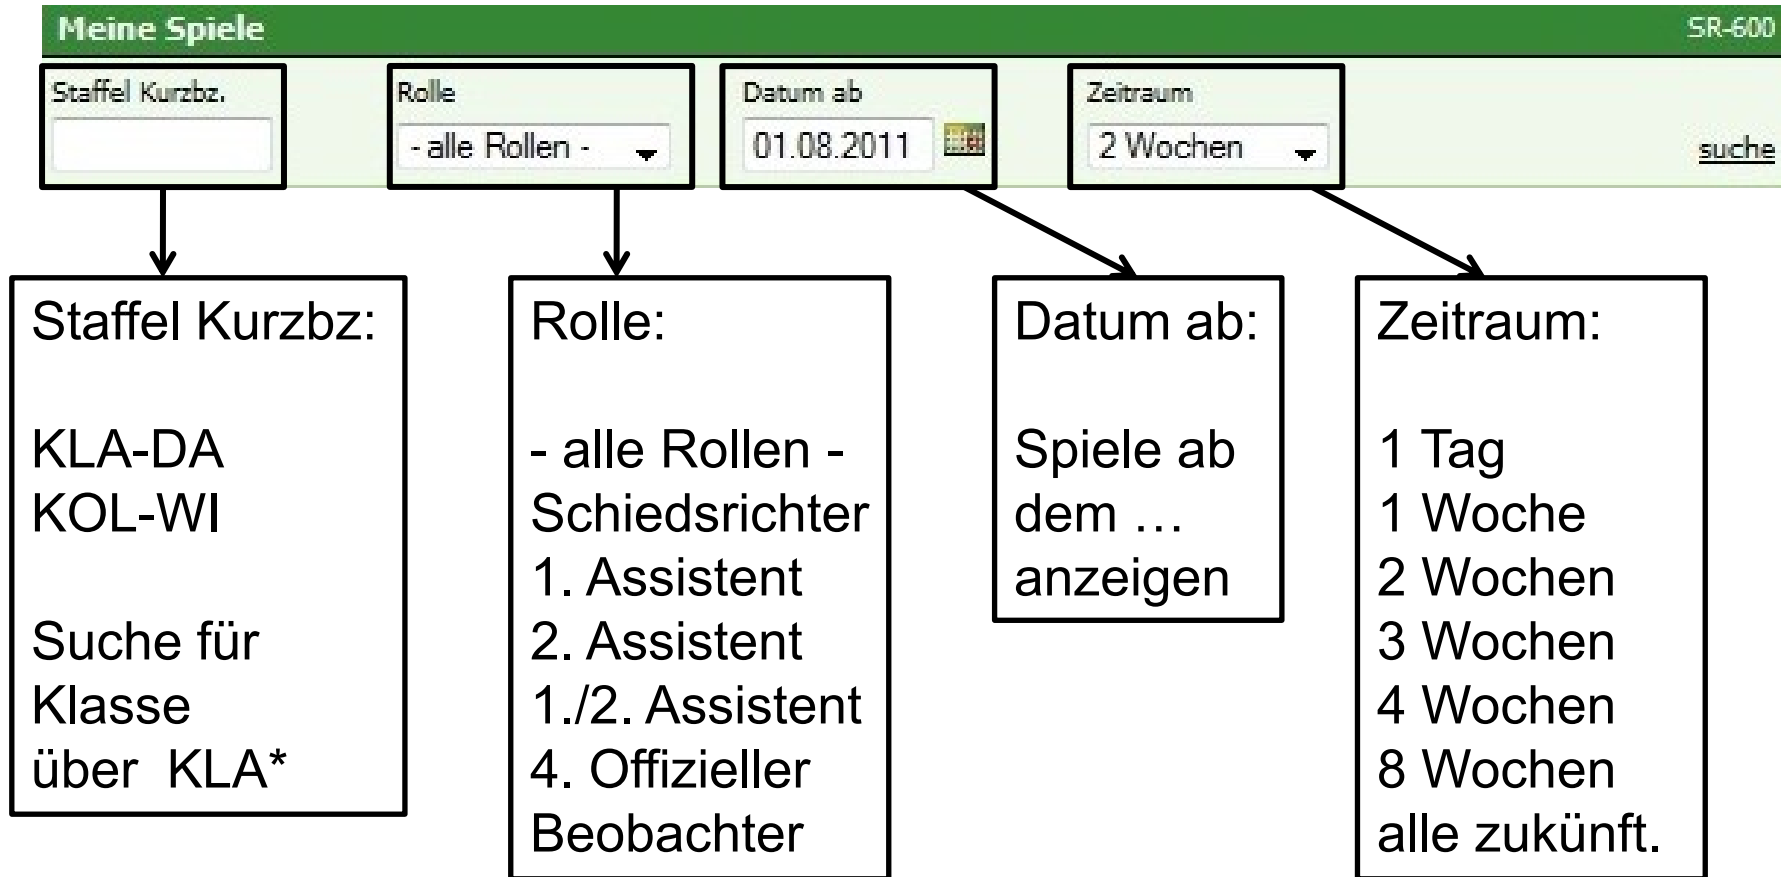 Meine Spiele
SR-600
Staffel Kurzbz.
Rolle
Datum ab
Zeitraum
- alle Rollen -
01.08.2011
2 Wochen
suche
Staffel Kurzbz:
KLA-DA
KOL-WI
Suche für
Klasse
über KLA*
Rolle:
- alle Rollen -
Schiedsrichter
1. Assistent
2. Assistent
1./2. Assistent
4. Offizieller
Beobachter
Datum ab:
Spiele ab
dem …
anzeigen
Zeitraum:
1 Tag
1 Woche
2 Wochen
3 Wochen
4 Wochen
8 Wochen
alle zukünft.